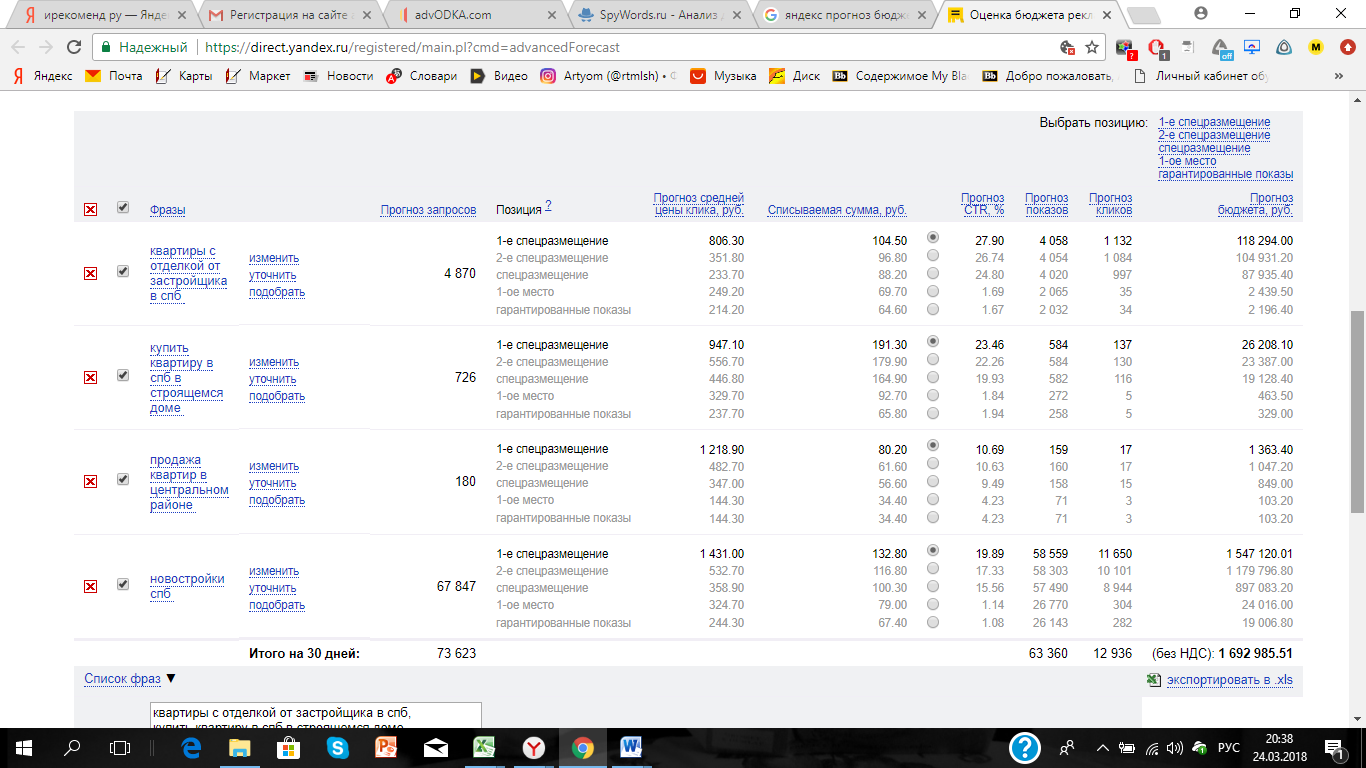 ирекоменд ру — Янде
Регистрация на сайте
advODKA.com
SpyWords.ru - Анализ
яндекс прогноз бюдж
Оценка бюджета рекл
Надежный
https://direct.yandex.ru/registered/main.pl?cmd=advancedForecast
Яндекс
Почта
Карты
Маркет
Новости
Словари
Видео
Artyom (@rtmlsh) •
Музыка
Диск
Содержимое My Bla
Добро пожаловать,
Личный кабинет обу
»
Выбрать позицию:
1-е спецразмещение
2-е спецразмещение
спецразмещение
1-ое место
гарантированные показы
Фразы
Прогноз запросов
Позиция ?
Прогноз средней
цены клика, руб.
Списываемая сумма, руб.
Прогноз
CTR, %
Прогноз
показов
Прогноз
кликов
Прогноз
бюджета, руб.
квартиры с
отделкой от
застройщика
в спб
изменить
уточнить
подобрать
4 870
1-е спецразмещение 806.30 104.50 27.90 4 058 1 132 118 294.00
2-е спецразмещение 351.80 96.80 26.74 4 054 1 084 104 931.20
спецразмещение 233.70 88.20 24.80 4 020 997 87 935.40
1-ое место 249.20 69.70 1.69 2 065 35 2 439.50
гарантированные показы 214.20 64.60 1.67 2 032 34 2 196.40
купить
квартиру в
спб в
строящемся
доме
изменить
уточнить
подобрать
726
1-е спецразмещение 947.10 191.30 23.46 584 137 26 208.10
2-е спецразмещение 556.70 179.90 22.26 584 130 23 387.00
спецразмещение 446.80 164.90 19.93 582 116 19 128.40
1-ое место 329.70 92.70 1.84 272 5 463.50
гарантированные показы 237.70 65.80 1.94 258 5 329.00
продажа
квартир в
центральном
районе
изменить
уточнить
подобрать
180
1-е спецразмещение 1 218.90 80.20 10.69 159 17 1 363.40
2-е спецразмещение 482.70 61.60 10.63 160 17 1 047.20
спецразмещение 347.00 56.60 9.49 158 15 849.00
1-ое место 144.30 34.40 4.23 71 3 103.20
гарантированные показы 144.30 34.40 4.23 71 3 103.20
новостройки
спб
изменить
уточнить
подобрать
67 847
1-е спецразмещение 1 431.00 132.80 19.89 58 559 11 650 1 547 120.01
2-е спецразмещение 532.70 116.80 17.33 58 303 10 101 1 179 796.80
спецразмещение 358.90 100.30 15.56 57 490 8 944 897 083.20
1-ое место 324.70 79.00 1.14 26 770 304 24 016.00
гарантированные показы 244.30 67.40 1.08 26 143 282 19 006.80
Итого на 30 дней: 73 623 63 360 12 936 (без НДС): 1 692 985.51
Список фраз ▼
экспортировать в .xls
квартиры с отделкой от застройщика в спб,
купить квартиру в спб в строящемся доме
РУС
20:38
24.03.2018